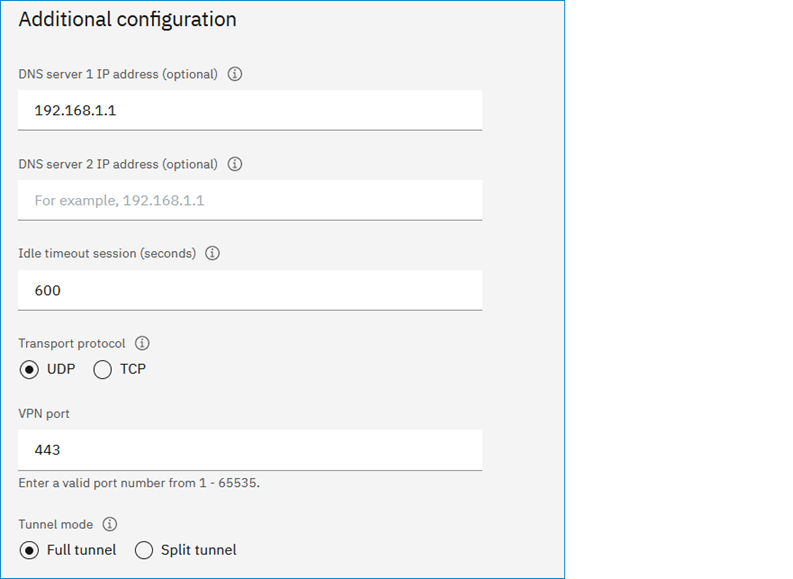 Additional configuration
DNS server 1 IP address (optional)
192.168.1.1
DNS server 2 IP address (optional)
For example, 192.168.1.1
Idle timeout session (seconds)
600
Transport protocol
UDP TCP
VPN port
443
Enter a valid port number from 1 - 65535.
Tunnel mode
Full tunnel Split tunnel